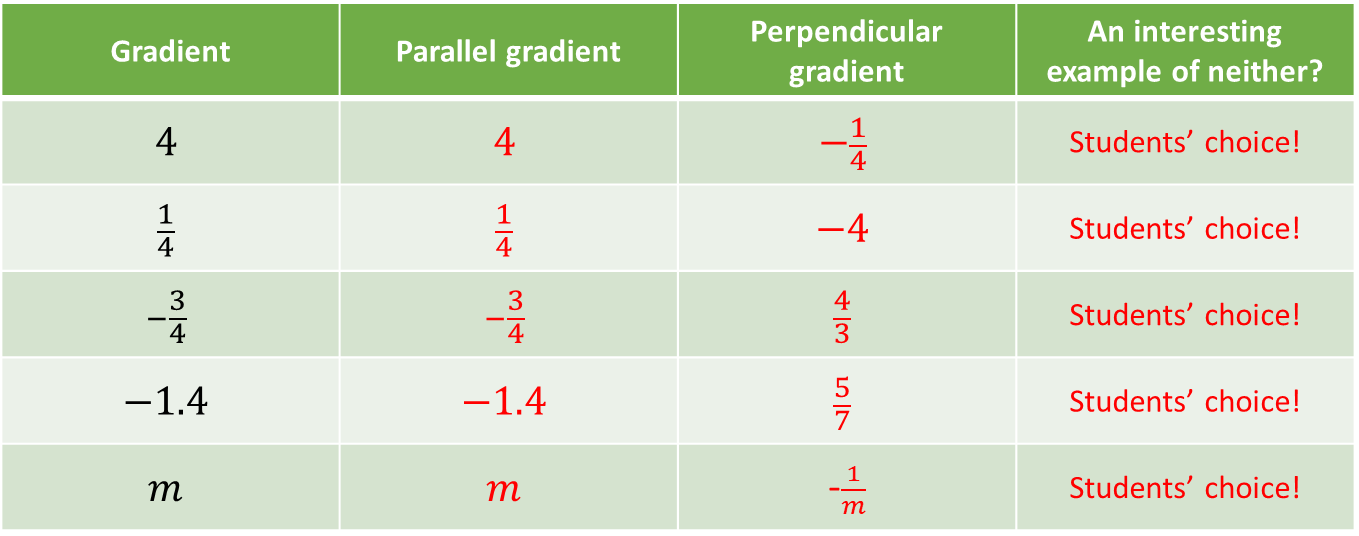 Gradient Parallel gradient Perpendicular gradient An interesting example of neither?
4 4 −1/4 Students’ choice!
1/4 1/4 −4 Students’ choice!
−3/4 −3/4 4/3 Students’ choice!
−1.4 −1.4 5/7 Students’ choice!
m m -1/m Students’ choice!